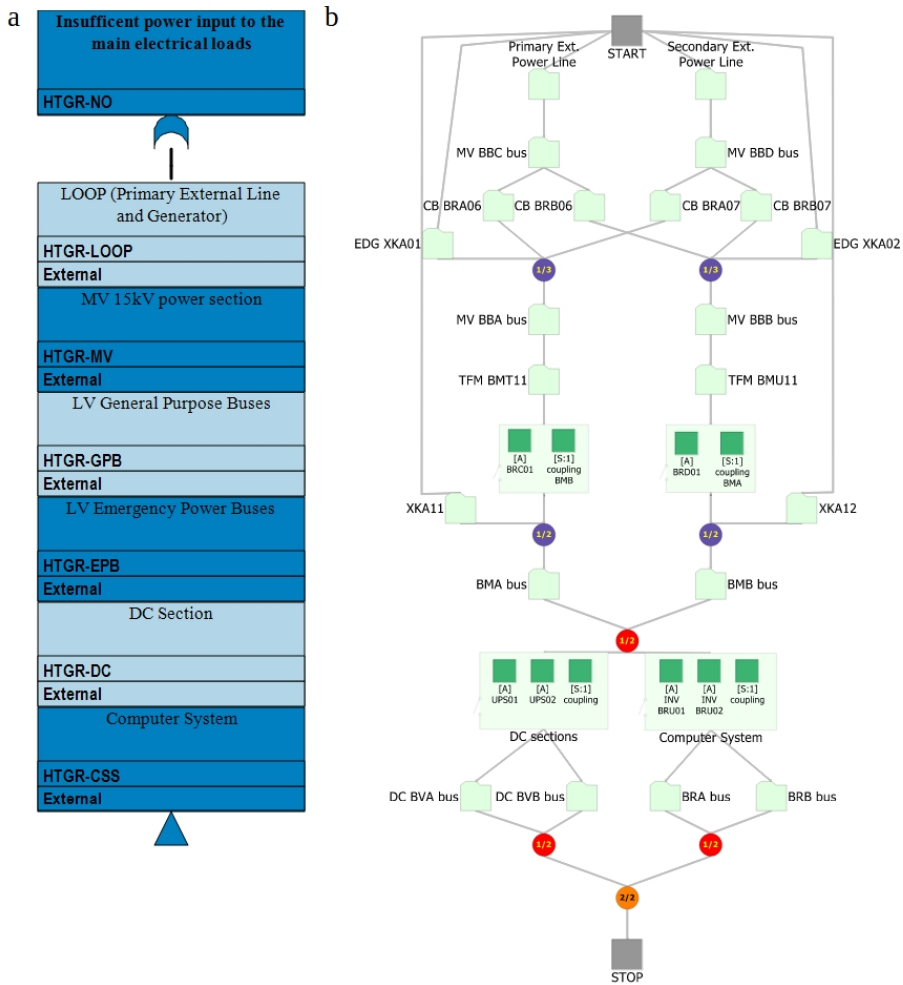 a
Insufficent power input to the
main electrical loads
HTGR-NO
LOOP (Primary External Line
and Generator)
HTGR-LOOP
External
MV 15kV power section
HTGR-MV
External
LV General Purpose Buses
HTGR-GPB
External
LV Emergency Power Buses
HTGR-EPB
External
DC Section
HTGR-DC
External
Computer System
HTGR-CSS
External
b
START
Primary Ext.
Power Line
Secondary Ext.
Power Line
MV BBC bus
MV BBD bus
CB BRA06
CB BRB06
CB BRA07
CB BRB07
EDG XKA01
EDG XKA02
1/3
1/3
MV BBA bus
MV BBB bus
TFM BMT11
TFM BMU11
[A]
BRC01
[S:1]
coupling
BMB
[A]
BRD01
[S:1]
coupling
BMA
XKA11
XKA12
1/2
1/2
BMA bus
BMB bus
1/2
[A]
UPS01
[A]
UPS02
[S:1]
coupling
[A]
INV
BRU01
[A]
INV
BRU02
[S:1]
coupling
DC sections
Computer System
DC BVA bus
DC BVB bus
BRA bus
BRB bus
1/2
1/2
2/2
STOP